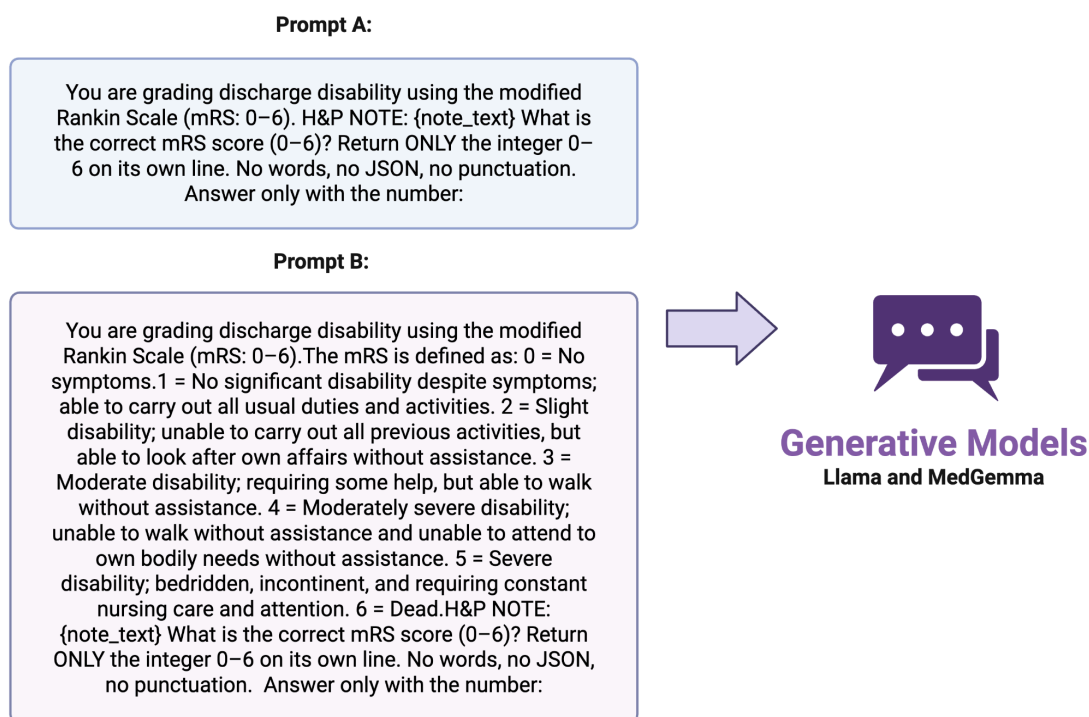 Prompt A:
You are grading discharge disability using the modified
Rankin Scale (mRS: 0–6). H&P NOTE: {note_text} What is
the correct mRS score (0–6)? Return ONLY the integer 0–
6 on its own line. No words, no JSON, no punctuation.
Answer only with the number:
Prompt B:
You are grading discharge disability using the modified
Rankin Scale (mRS: 0–6).The mRS is defined as: 0 = No
symptoms.1 = No significant disability despite symptoms;
able to carry out all usual duties and activities. 2 = Slight
disability; unable to carry out all previous activities, but
able to look after own affairs without assistance. 3 =
Moderate disability; requiring some help, but able to walk
without assistance. 4 = Moderately severe disability;
unable to walk without assistance and unable to attend to
own bodily needs without assistance. 5 = Severe
disability; bedridden, incontinent, and requiring constant
nursing care and attention. 6 = Dead.H&P NOTE:
{note_text} What is the correct mRS score (0–6)? Return
ONLY the integer 0–6 on its own line. No words, no JSON,
no punctuation.  Answer only with the number:
Generative Models
Llama and MedGemma